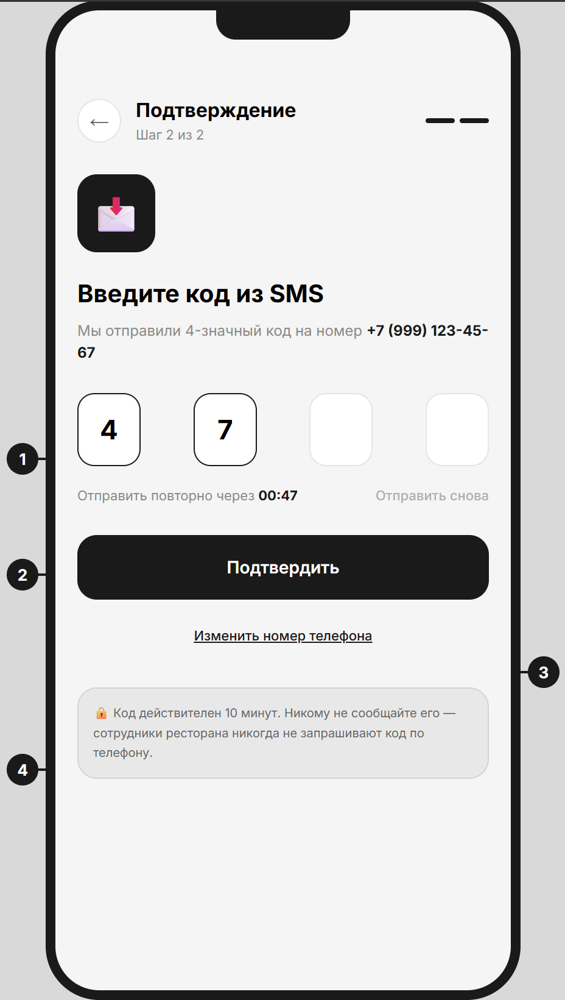 ←
Подтверждение
Шаг 2 из 2
Введите код из SMS
Мы отправили 4-значный код на номер +7 (999) 123-45-
67
4 7
1
Отправить повторно через 00:47 Отправить снова
Подтвердить
2
Изменить номер телефона
3
🔒 Код действителен 10 минут. Никому не сообщайте его —
сотрудники ресторана никогда не запрашивают код по
телефону.
4